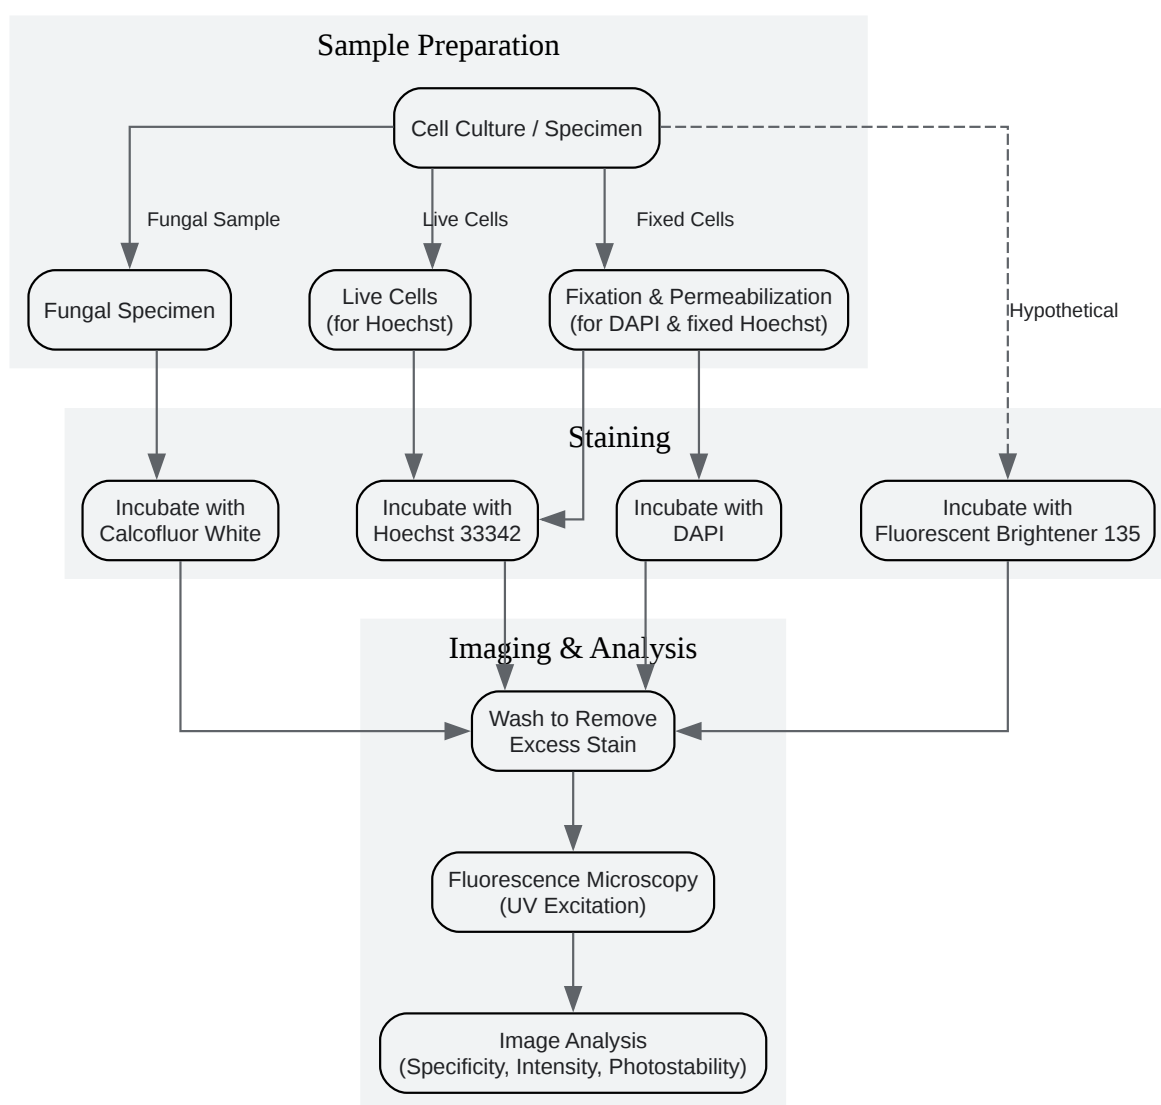 Sample Preparation
Cell Culture / Specimen
Fungal Sample
Live Cells
Fixed Cells
Fungal Specimen
Live Cells
(for Hoechst)
Fixation & Permeabilization
(for DAPI & fixed Hoechst)
Hypothetical
Staining
Incubate with
Calcofluor White
Incubate with
Hoechst 33342
Incubate with
DAPI
Incubate with
Fluorescent Brightener 135
Imaging & Analysis
Wash to Remove
Excess Stain
Fluorescence Microscopy
(UV Excitation)
Image Analysis
(Specificity, Intensity, Photostability)